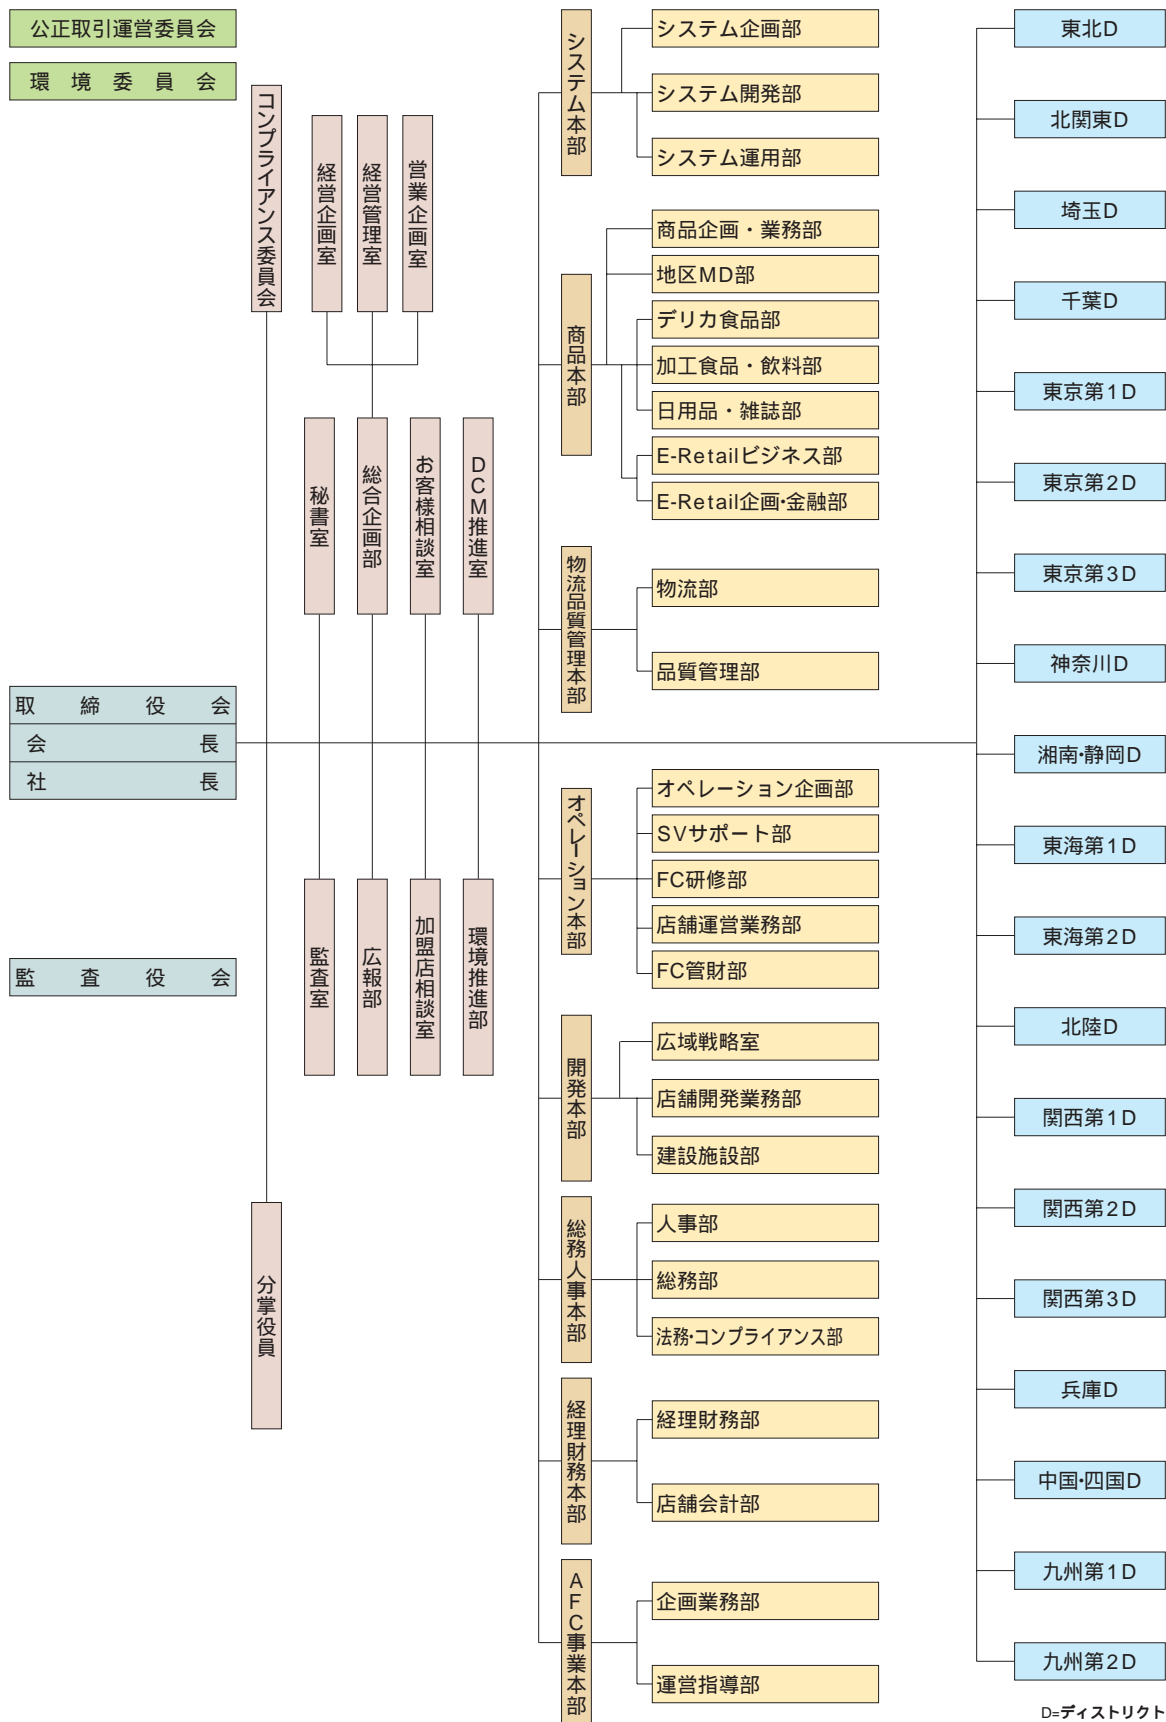 公正取引運営委員会
環境委員会
コンプライアンス委員会
経営企画室
経営管理室
営業企画室
秘書室
総合企画部
お客様相談室
DCM推進室
取締役会
会長
社長
監査役会
監査室
広報部
加盟店相談室
環境推進部
分掌役員
システム本部
システム企画部
システム開発部
システム運用部
商品本部
商品企画・業務部
地区MD部
デリカ食品部
加工食品・飲料部
日用品・雑誌部
E-Retailビジネス部
E-Retail企画・金融部
物流品質管理本部
物流部
品質管理部
オペレーション本部
オペレーション企画部
SVサポート部
FC研修部
店舗運営業務部
FC管財部
開発本部
広域戦略室
店舗開発業務部
建設施設部
総務人事本部
人事部
総務部
法務・コンプライアンス部
経理財務本部
経理財務部
店舗会計部
AFC事業本部
企画業務部
運営指導部
東北D
北関東D
埼玉D
千葉D
東京第1D
東京第2D
東京第3D
神奈川D
湘南・静岡D
東海第1D
東海第2D
北陸D
関西第1D
関西第2D
関西第3D
兵庫D
中国・四国D
九州第1D
九州第2D
D=ディストリクト